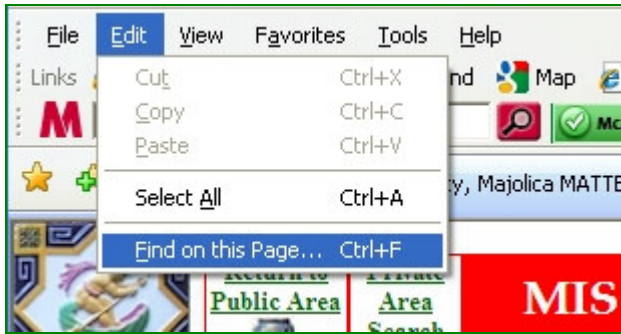 File Edit View Favorites Tools Help
Links nd Map
Cut Ctrl+X
Copy Ctrl+C
M Mc
Paste Ctrl+V
Select All Ctrl+A
y, Majolica MATTE
Find on this Page... Ctrl+F
Return to Public Area
Private Area Search
MIS